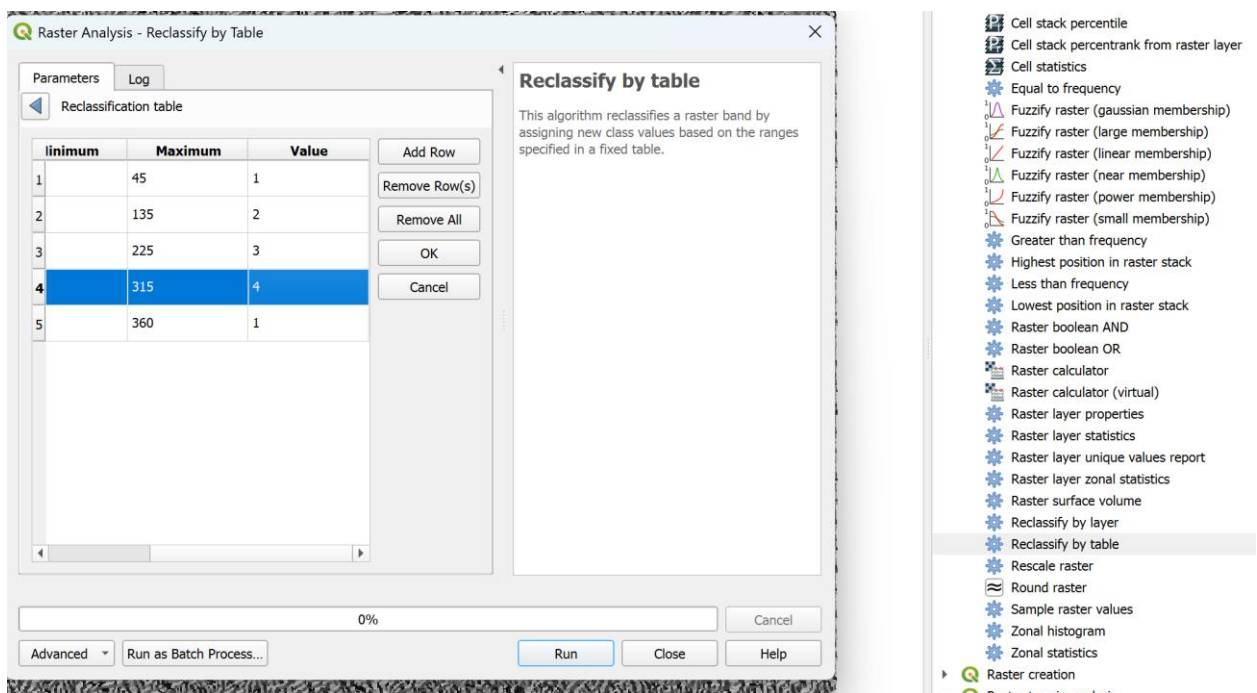 Raster Analysis - Reclassify by Table
Parameters Log
Reclassification table
linimum Maximum Value
1 45 1
2 135 2
3 225 3
4 315 4
5 360 1
Add Row
Remove Row(s)
Remove All
OK
Cancel
Reclassify by table
This algorithm reclassifies a raster band by
assigning new class values based on the ranges
specified in a fixed table.
0%
Cancel
Advanced Run as Batch Process... Run Close Help
Cell stack percentile
Cell stack percentrank from raster layer
Cell statistics
Equal to frequency
Fuzzify raster (gaussian membership)
Fuzzify raster (large membership)
Fuzzify raster (linear membership)
Fuzzify raster (near membership)
Fuzzify raster (power membership)
Fuzzify raster (small membership)
Greater than frequency
Highest position in raster stack
Less than frequency
Lowest position in raster stack
Raster boolean AND
Raster boolean OR
Raster calculator
Raster calculator (virtual)
Raster layer properties
Raster layer statistics
Raster layer unique values report
Raster layer zonal statistics
Raster surface volume
Reclassify by layer
Reclassify by table
Rescale raster
Round raster
Sample raster values
Zonal histogram
Zonal statistics
Raster creation